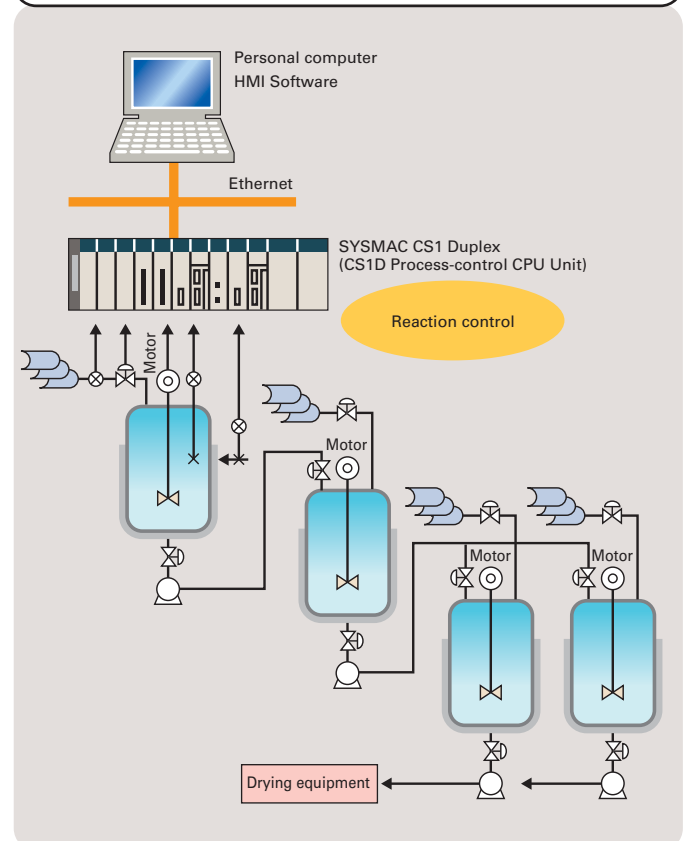 Personal computer
HMI Software
Ethernet
SYSMAC CS1 Duplex
(CS1D Process-control CPU Unit)
Reaction control
Motor
Motor
Motor
Motor
Drying equipment